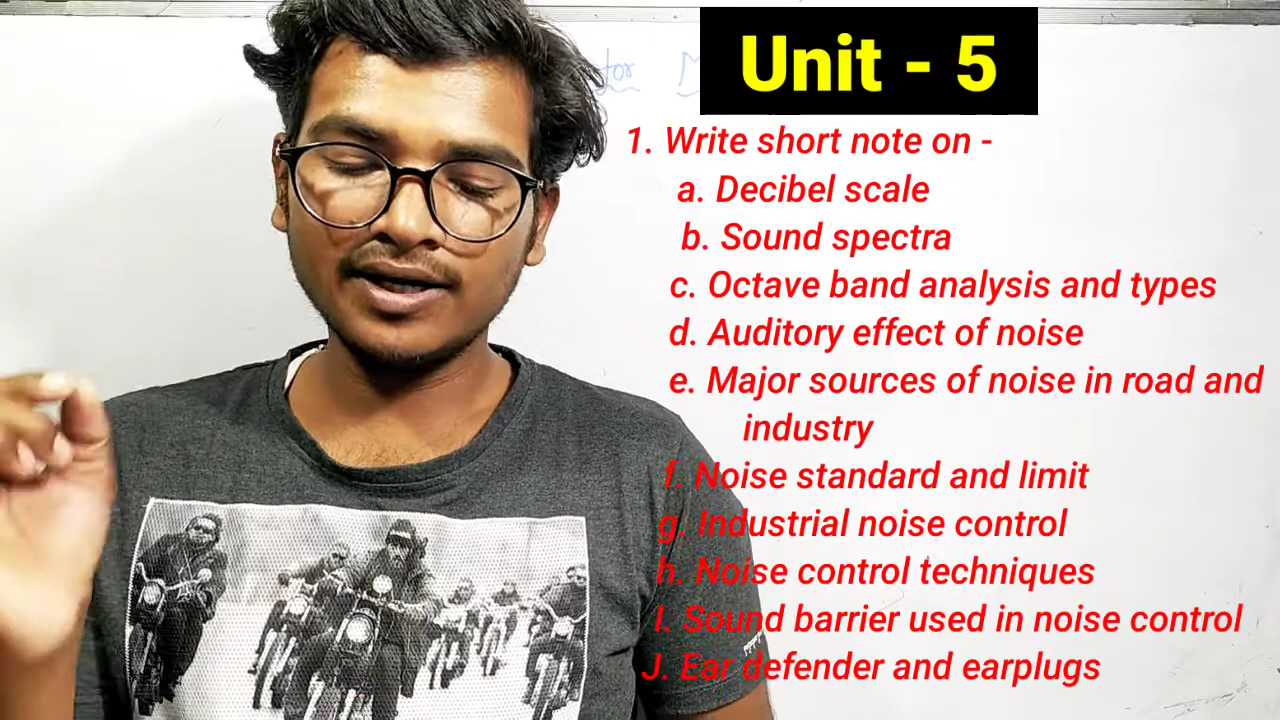 Unit - 5
1. Write short note on -
a. Decibel scale
b. Sound spectra
c. Octave band analysis and types
d. Auditory effect of noise
e. Major sources of noise in road and
industry
f. Noise standard and limit
g. Industrial noise control
h. Noise control techniques
I. Sound barrier used in noise control
J. Ear defender and earplugs